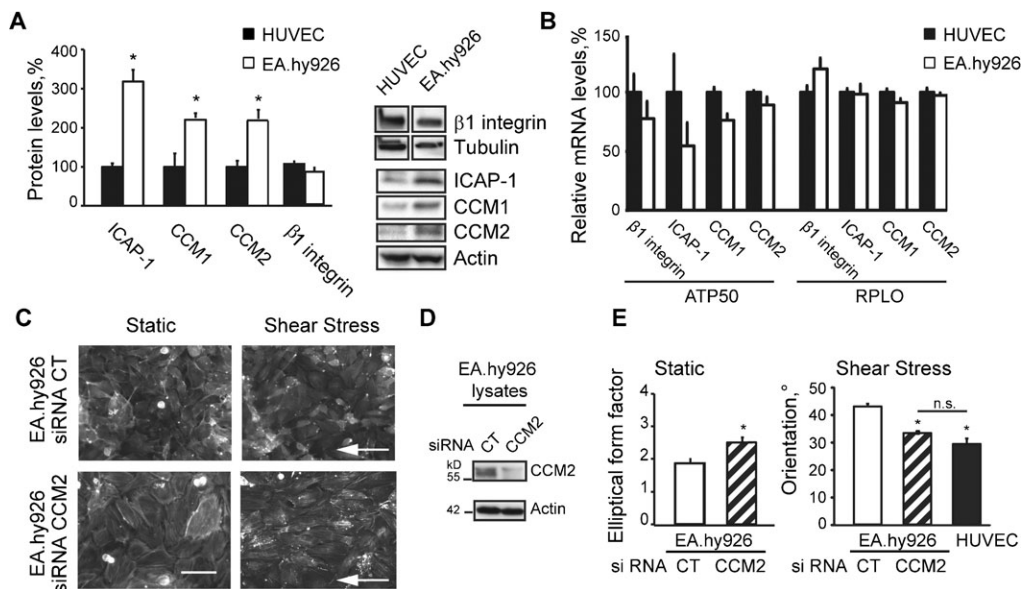 A
HUVEC
EA.hy926
Protein levels,%
400
300
200
100
0
*
*
*
ICAP-1
CCM1
CCM2
β1 integrin
HUVEC
EA.hy926
β1 integrin
Tubulin
ICAP-1
CCM1
CCM2
Actin
B
HUVEC
EA.hy926
Relative mRNA levels,%
150
100
50
0
β1 integrin
ICAP-1
CCM1
CCM2
β1 integrin
ICAP-1
CCM1
CCM2
ATP50
RPLO
C
Static
Shear Stress
EA.hy926
siRNA CT
EA.hy926
siRNA CCM2
D
EA.hy926
lysates
siRNA CT CCM2
kD
55
CCM2
42
Actin
E
Static
Elliptical form factor
4
3
2
1
0
*
EA.hy926
si RNA CT CCM2
Shear Stress
Orientation,°
50
40
30
20
10
0
n.s.
*
*
EA.hy926
HUVEC
si RNA CT CCM2